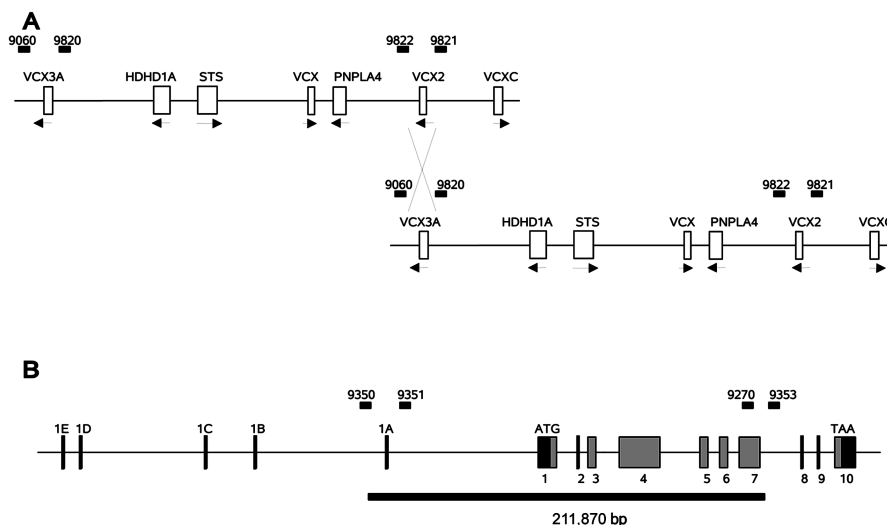 A
9060 9820 9822 9821
VCX3A HDHD1A STS VCX PNPLA4 VCX2 VCXC
9060 9820 9822 9821
VCX3A HDHD1A STS VCX PNPLA4 VCX2 VCXC
B
9350 9351 9270 9353
1E 1D 1C 1B 1A ATG TAA
1 2 3 4 5 6 7 8 9 10
211,870 bp